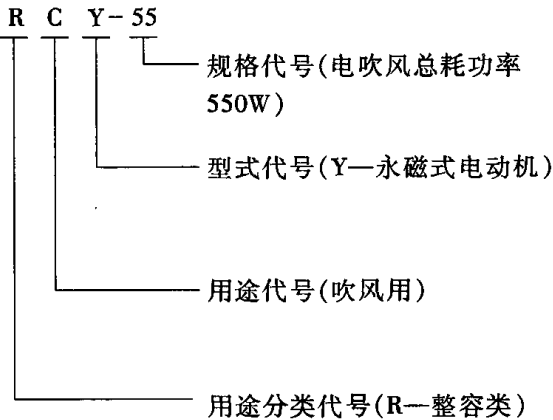 R C Y-55
规格代号(电吹风总耗功率
550W)
型式代号(Y—永磁式电动机)
用途代号(吹风用)
用途分类代号(R—整容类)